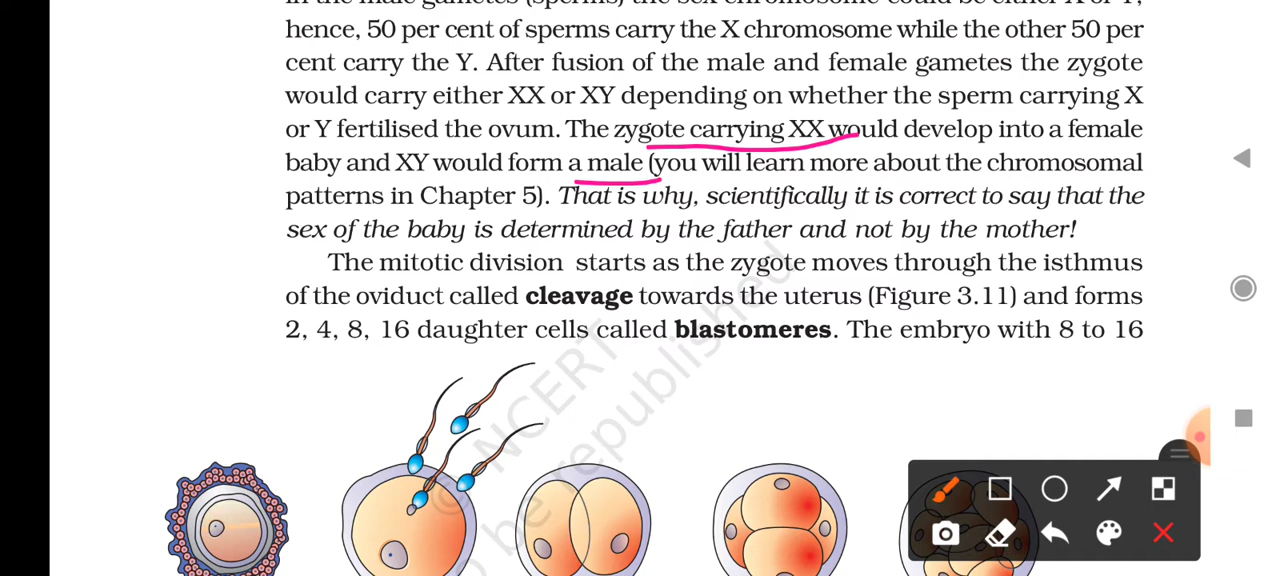 hence, 50 per cent of sperms carry the X chromosome while the other 50 per
cent carry the Y. After fusion of the male and female gametes the zygote
would carry either XX or XY depending on whether the sperm carrying X
or Y fertilised the ovum. The zygote carrying XX would develop into a female
baby and XY would form a male (you will learn more about the chromosomal
patterns in Chapter 5). That is why, scientifically it is correct to say that the
sex of the baby is determined by the father and not by the mother!
The mitotic division starts as the zygote moves through the isthmus
of the oviduct called cleavage towards the uterus (Figure 3.11) and forms
2, 4, 8, 16 daughter cells called blastomeres. The embryo with 8 to 16
© NCERT
be republished